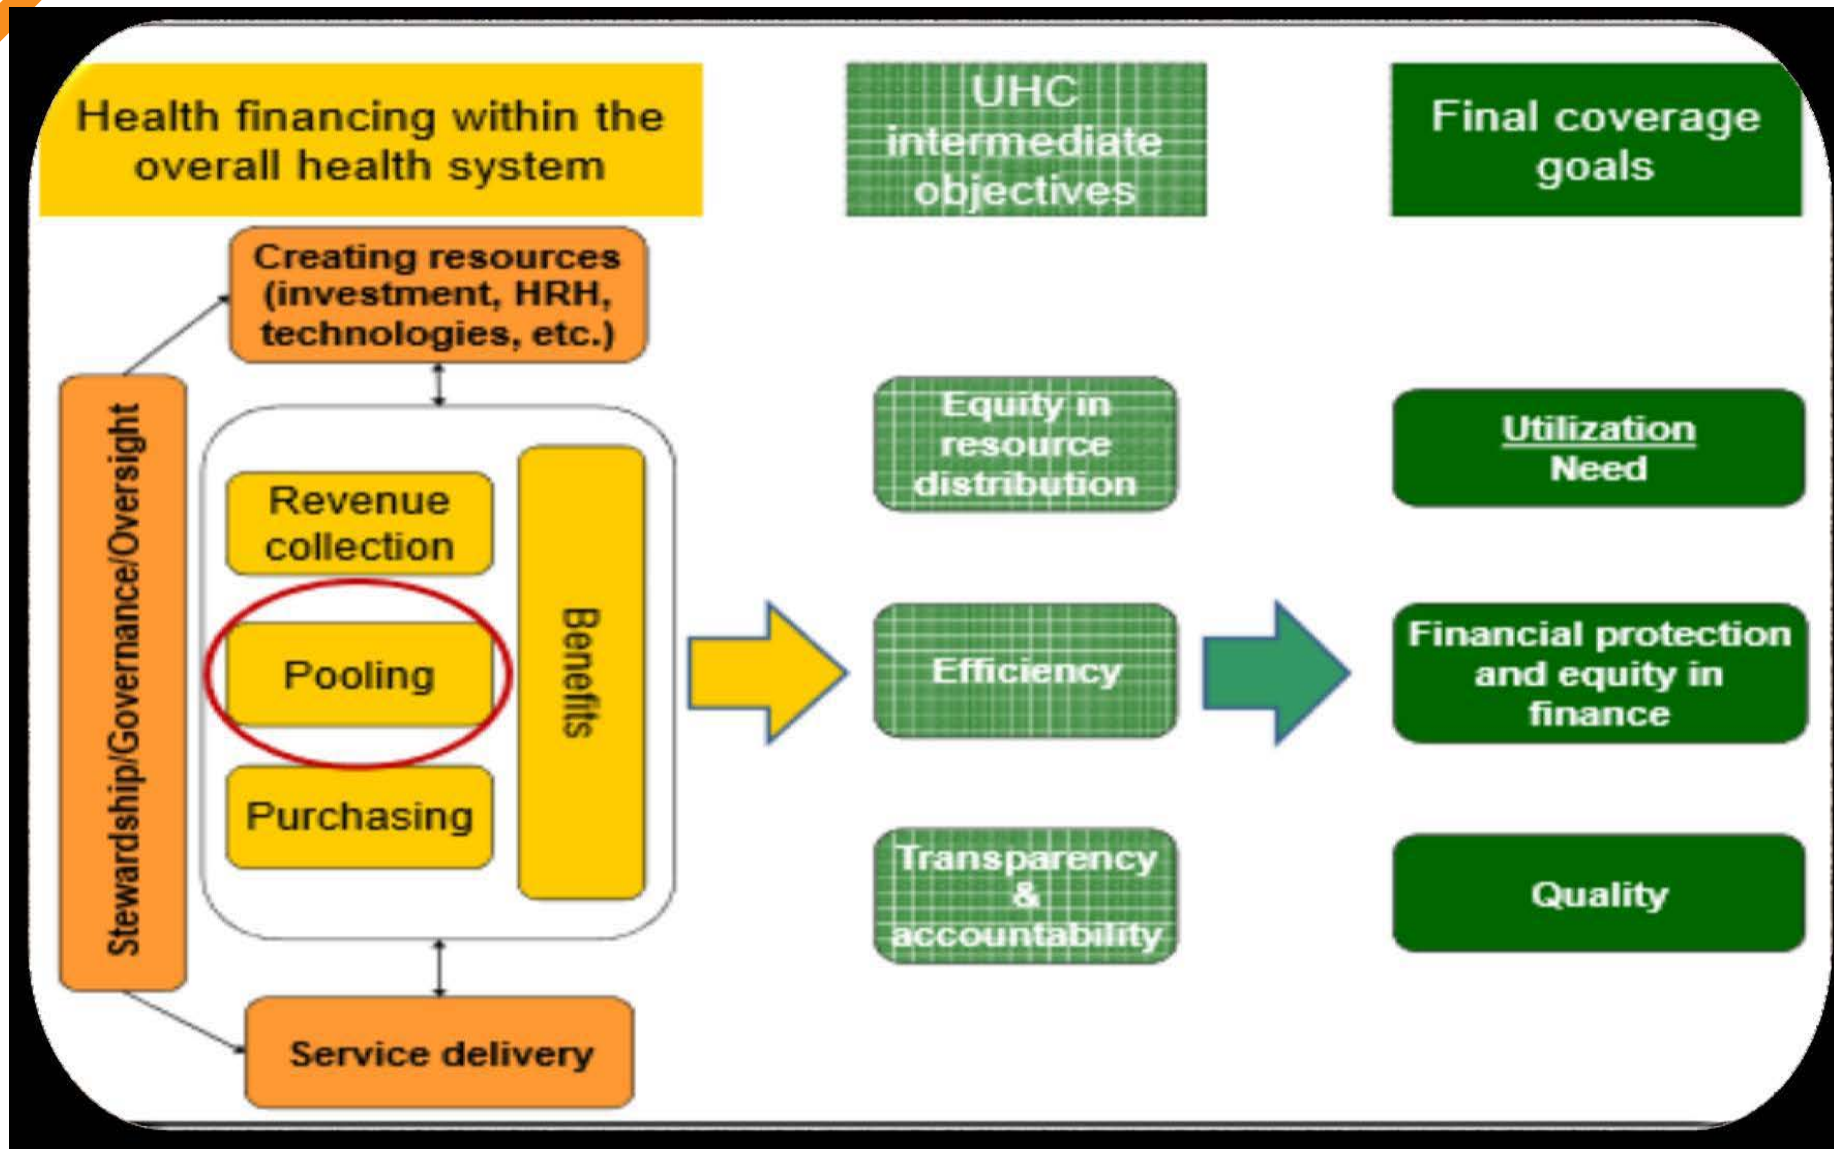 Health financing within the
overall health system
UHC
intermediate
objectives
Final coverage
goals
Creating resources
(investment, HRH,
technologies, etc.)
Stewardship/Governance/Oversight
Revenue
collection
Pooling
Purchasing
Benefits
Service delivery
Equity in
resource
distribution
Efficiency
Transparency
&
accountability
Utilization
Need
Financial protection
and equity in
finance
Quality